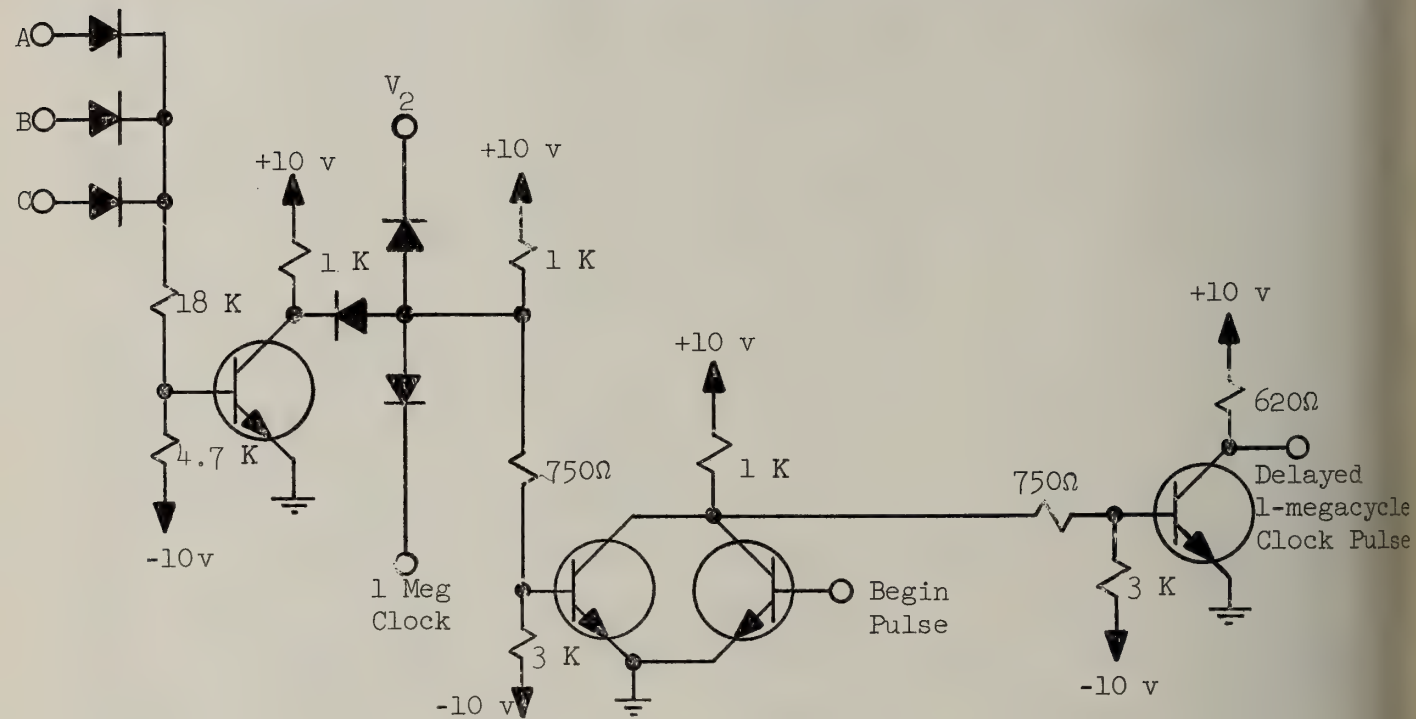 A
B
C
V2
+10 v
+10 v
1 K
1 K
18 K
4.7 K
-10v
1 Meg
Clock
750Ω
3 K
-10 v
+10 v
1 K
Begin
Pulse
750Ω
3 K
-10 v
+10 v
620Ω
Delayed
1-megacycle
Clock Pulse